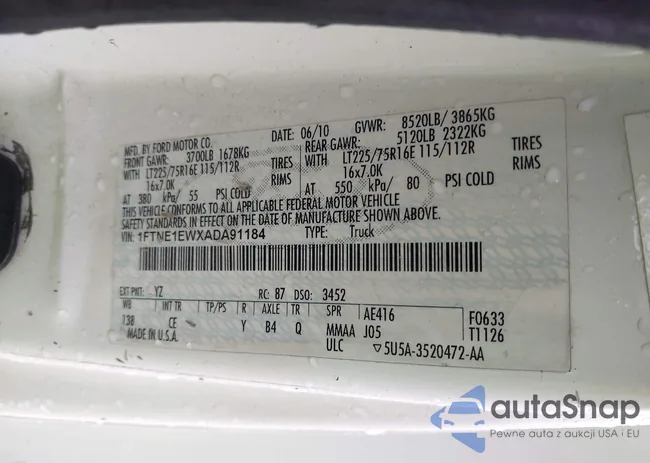 MFD. BY FORD MOTOR CO.
DATE: 06/10 GVWR: 8520LB/ 3865KG
FRONT GAWR: 3700LB 1678KG REAR GAWR: 5120LB 2322KG
WITH LT225/75R16E 115/112R TIRES WITH LT225/75R16E 115/112R TIRES
16x7.0K RIMS 16x7.0K RIMS
AT 380 kPa/ 55 PSI COLD AT 550 kPa/ 80 PSI COLD
THIS VEHICLE CONFORMS TO ALL APPLICABLE FEDERAL MOTOR VEHICLE
SAFETY STANDARDS IN EFFECT ON THE DATE OF MANUFACTURE SHOWN ABOVE.
VIN: 1FTNE1EWXADA91184 TYPE: Truck
EXT PNT: YZ RC: 87 DSO: 3452
WB INT TR TP/PS R AXLE TR SPR AE416 F0633
138 CE Y B4 Q MMAA J05 T1126
MADE IN U.S.A. ULC 5U5A-3520472-AA
autaSnap
Pewne auta z aukcji USA i EU